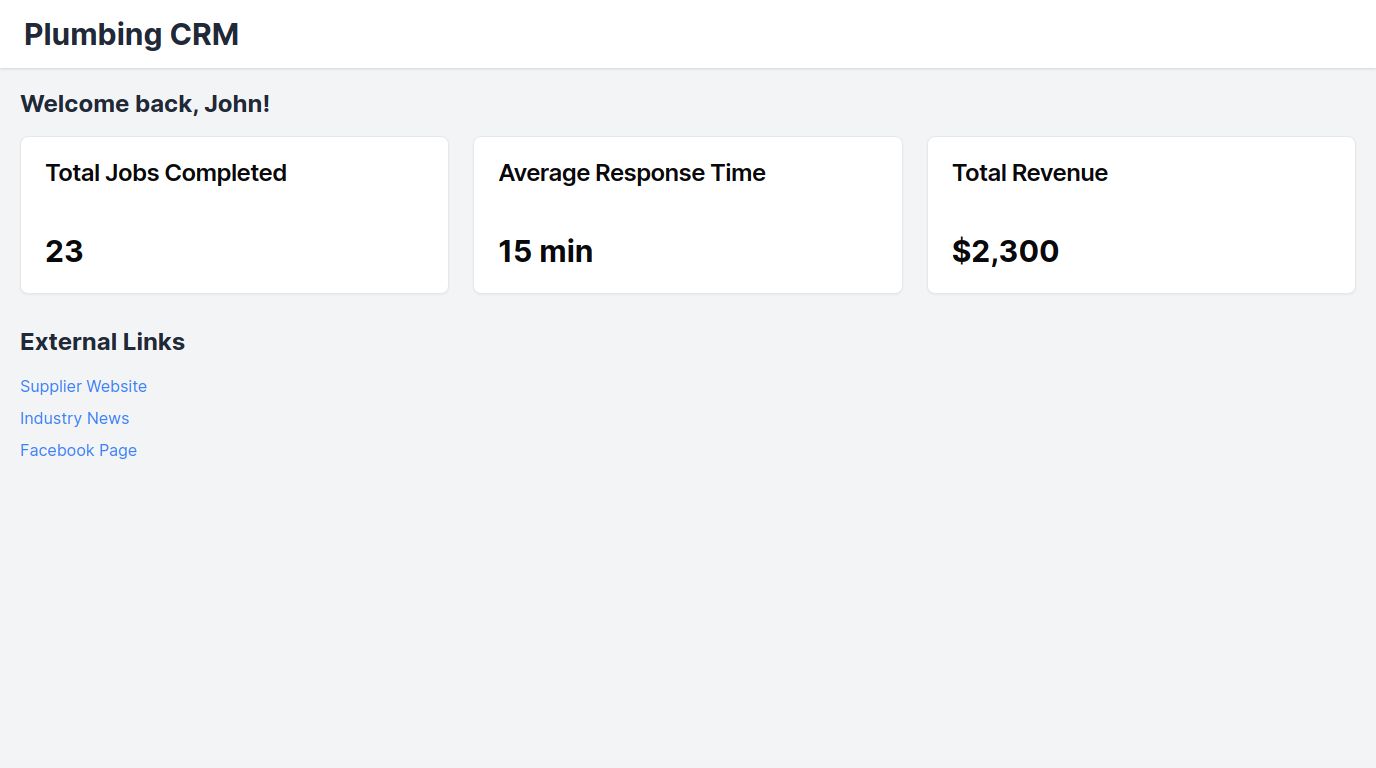 Plumbing CRM
Welcome back, John!
Total Jobs Completed
23
Average Response Time
15 min
Total Revenue
$2,300
External Links
Supplier Website
Industry News
Facebook Page